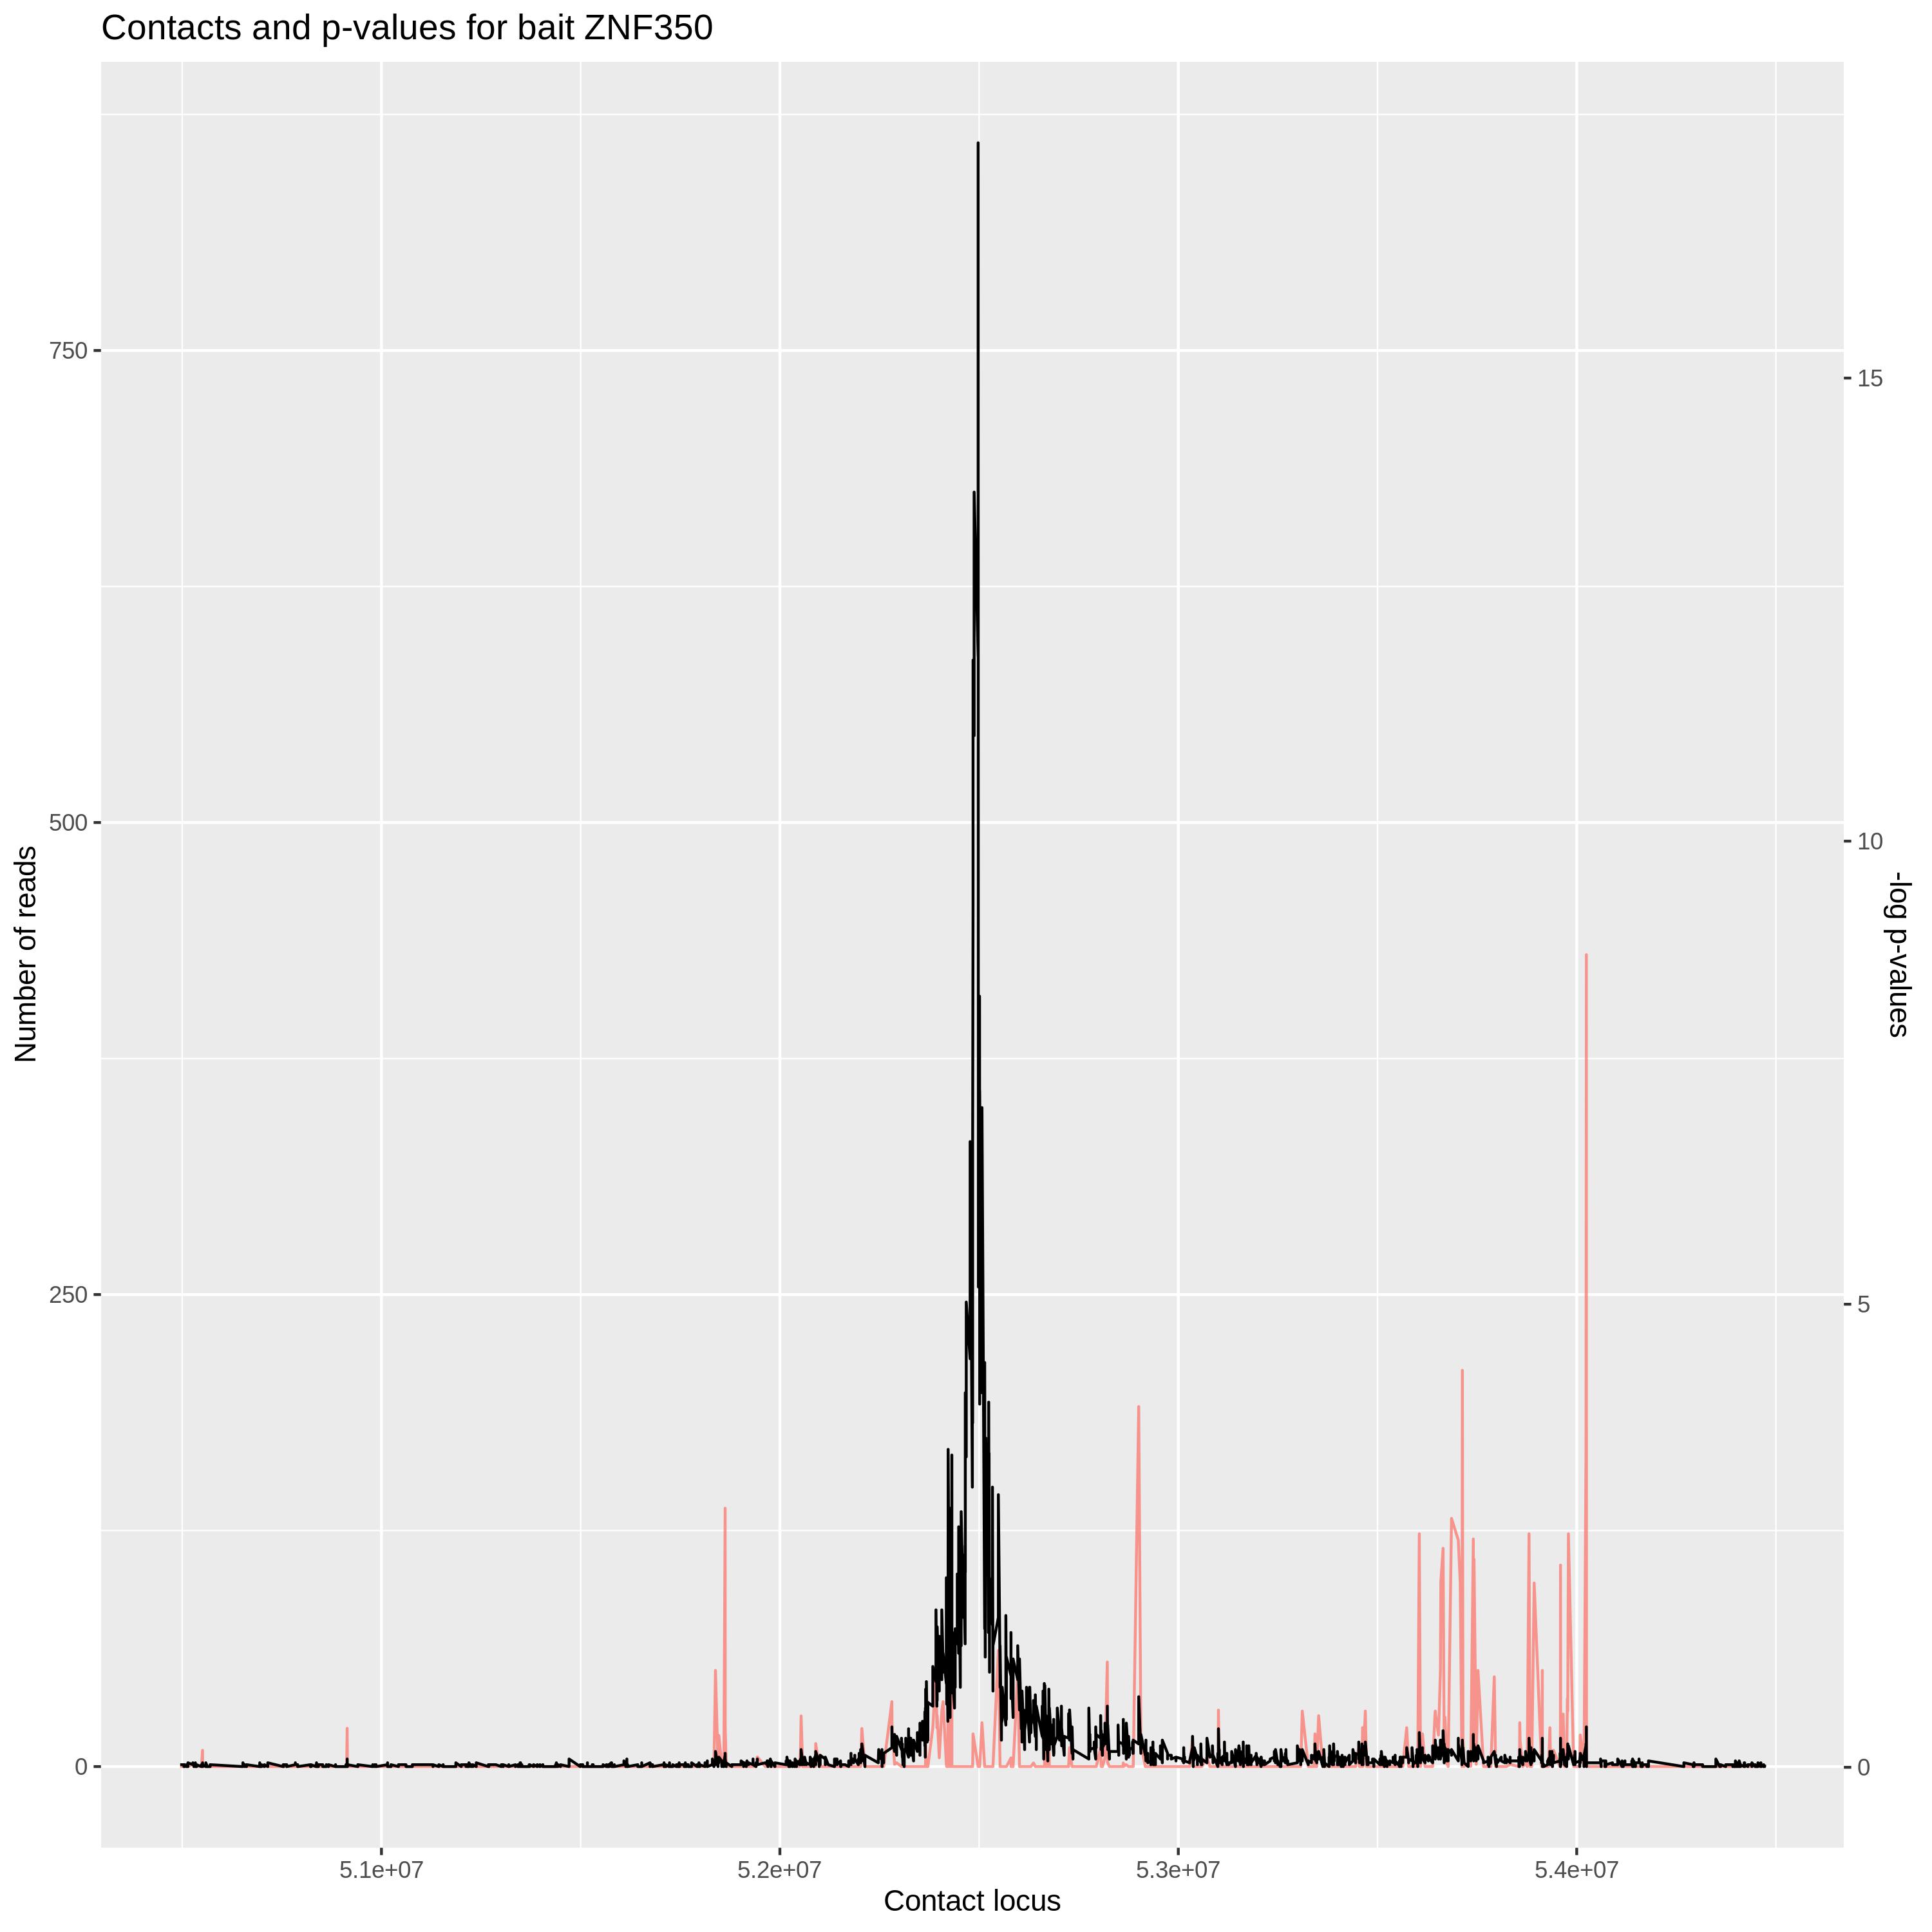 Contacts and p-values for bait ZNF350
750
500
250
0
Number of reads
15
10
5
0
-log p-values
5.1e+07
5.2e+07
5.3e+07
5.4e+07
Contact locus